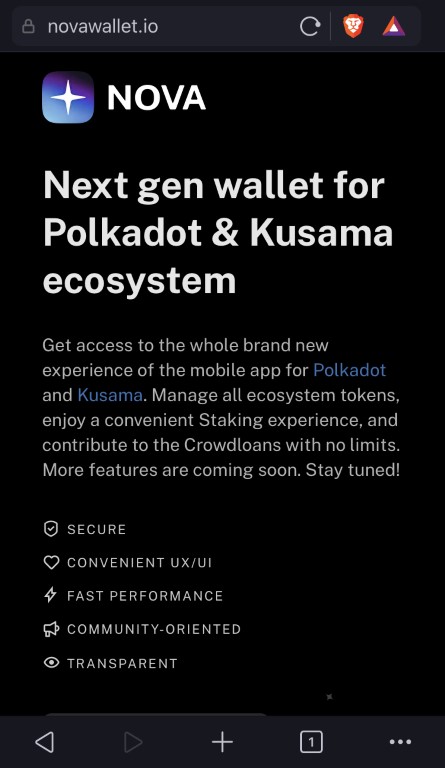 novawallet.io
NOVA
Next gen wallet for
Polkadot & Kusama
ecosystem
Get access to the whole brand new
experience of the mobile app for Polkadot
and Kusama. Manage all ecosystem tokens,
enjoy a convenient Staking experience, and
contribute to the Crowdloans with no limits.
More features are coming soon. Stay tuned!
SECURE
CONVENIENT UX/UI
FAST PERFORMANCE
COMMUNITY-ORIENTED
TRANSPARENT
1